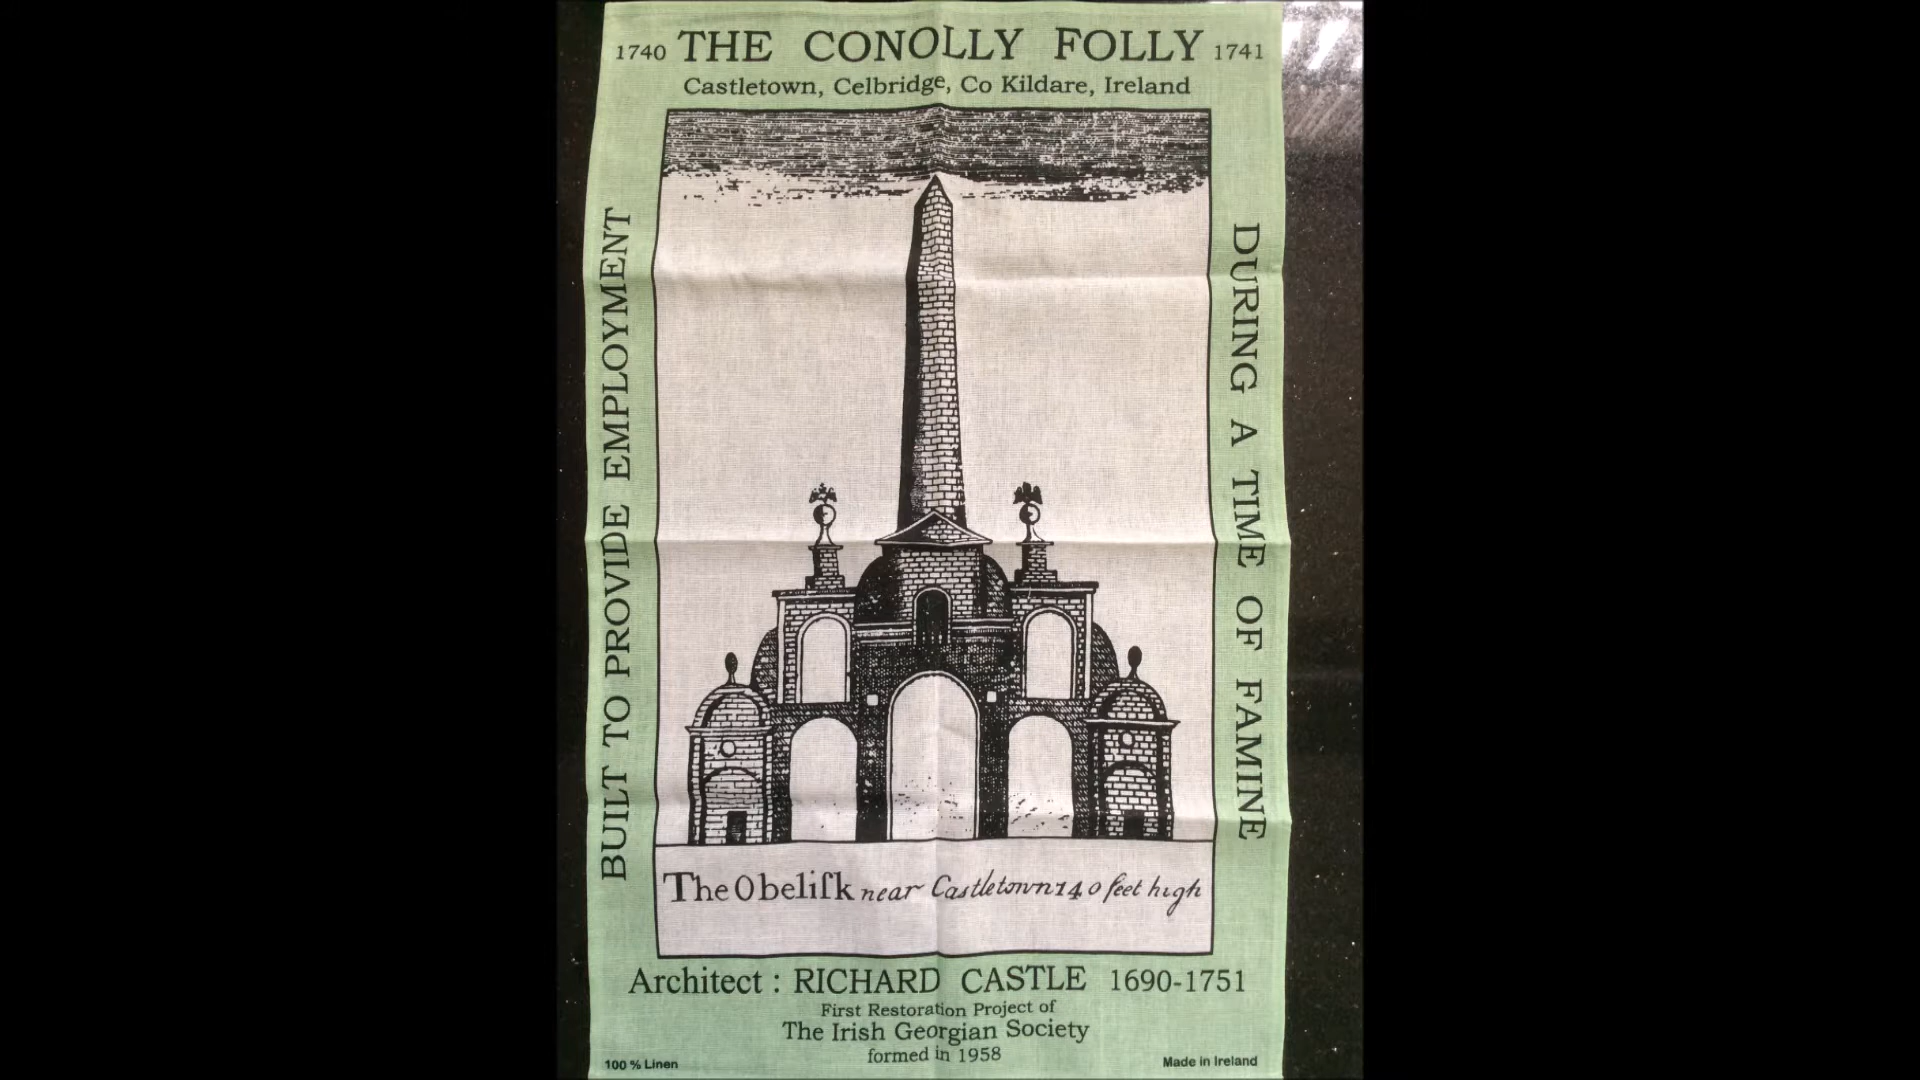 1740 THE CONOLLY FOLLY 1741
Castletown, Celbridge, Co Kildare, Ireland
BUILT TO PROVIDE EMPLOYMENT
DURING A TIME OF FAMINE
The Obeliſk near Castletown 140 feet high
Architect : RICHARD CASTLE 1690-1751
First Restoration Project of
The Irish Georgian Society
formed in 1958
100 % Linen
Made in Ireland